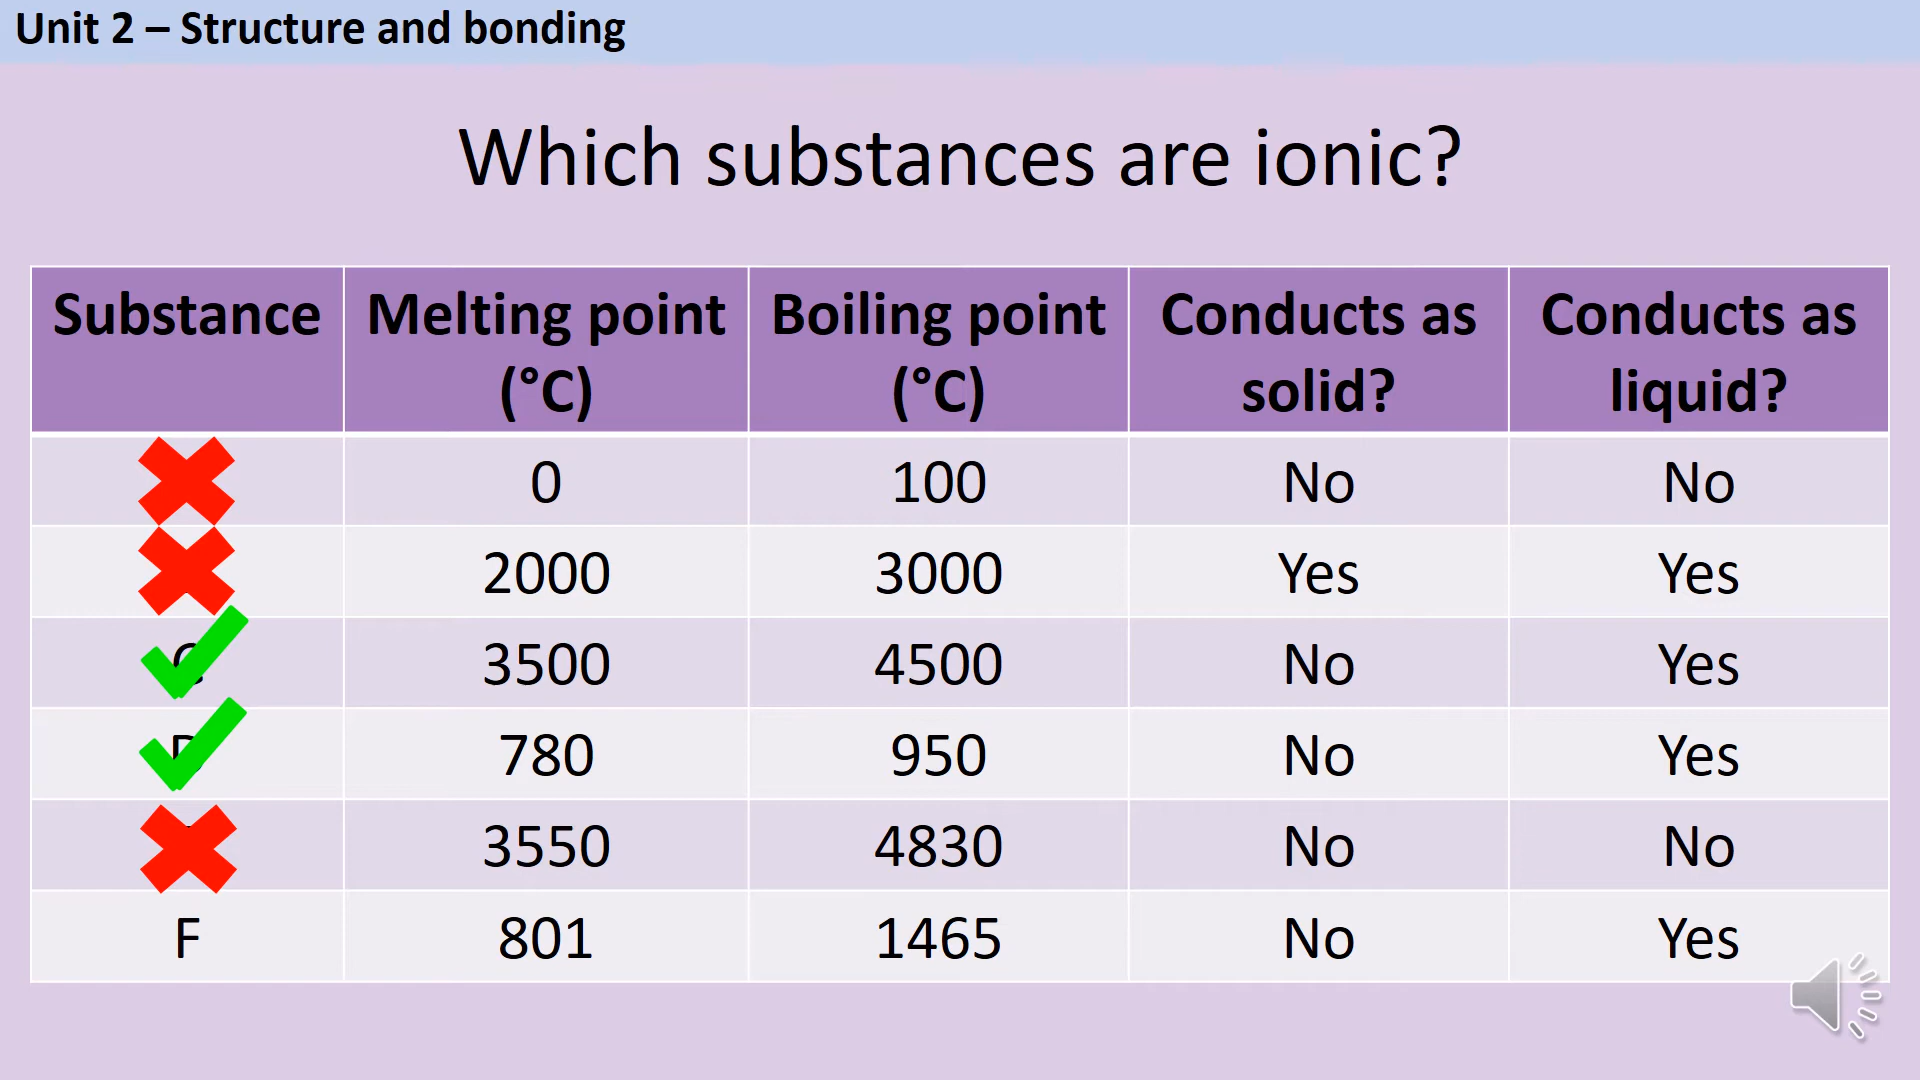 Unit 2 – Structure and bonding
Which substances are ionic?
Substance Melting point (°C) Boiling point (°C) Conducts as solid? Conducts as liquid?
0 100 No No
2000 3000 Yes Yes
C 3500 4500 No Yes
D 780 950 No Yes
3550 4830 No No
F 801 1465 No Yes